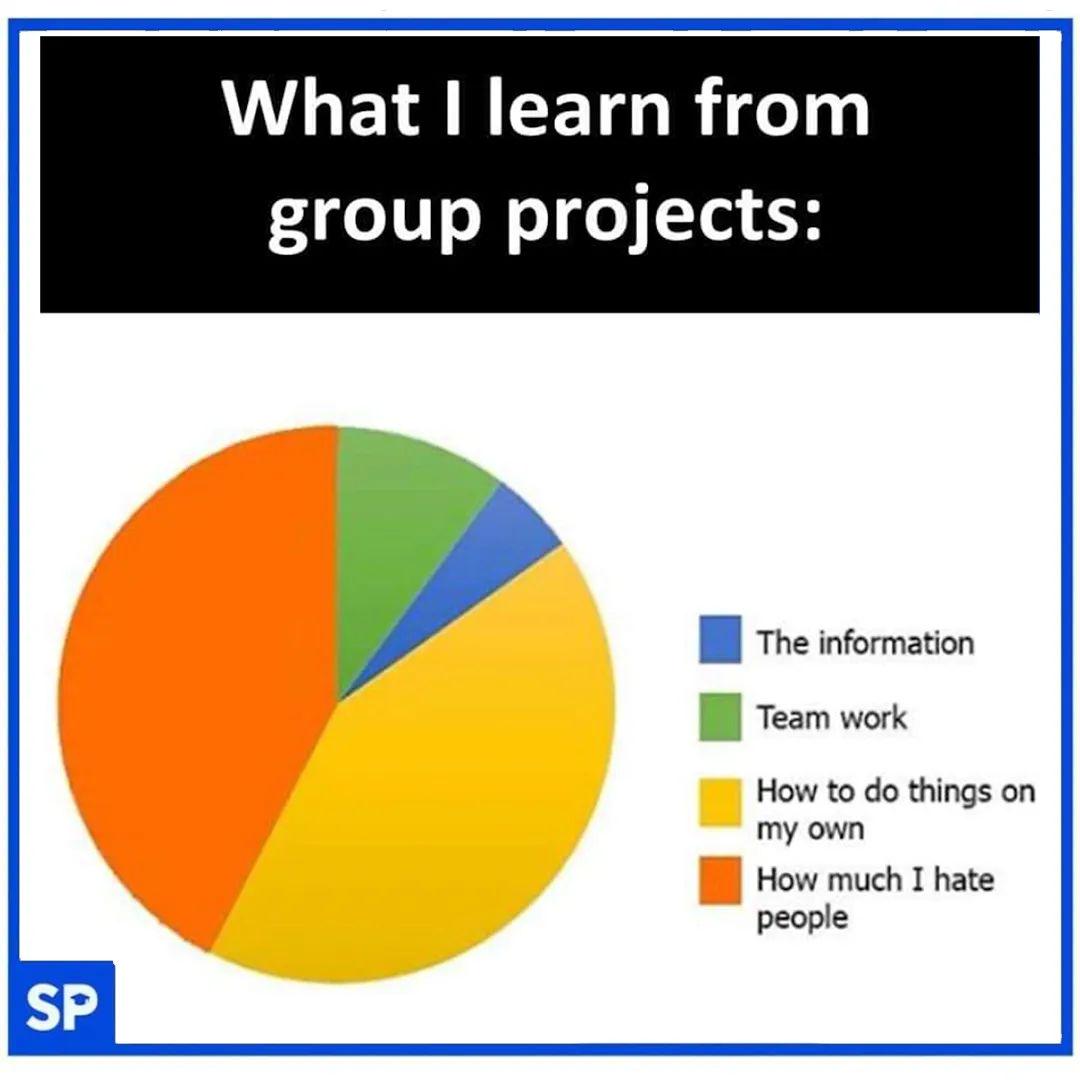 What I learn from
group projects:
The information
Team work
How to do things on
my own
How much I hate
people
SP